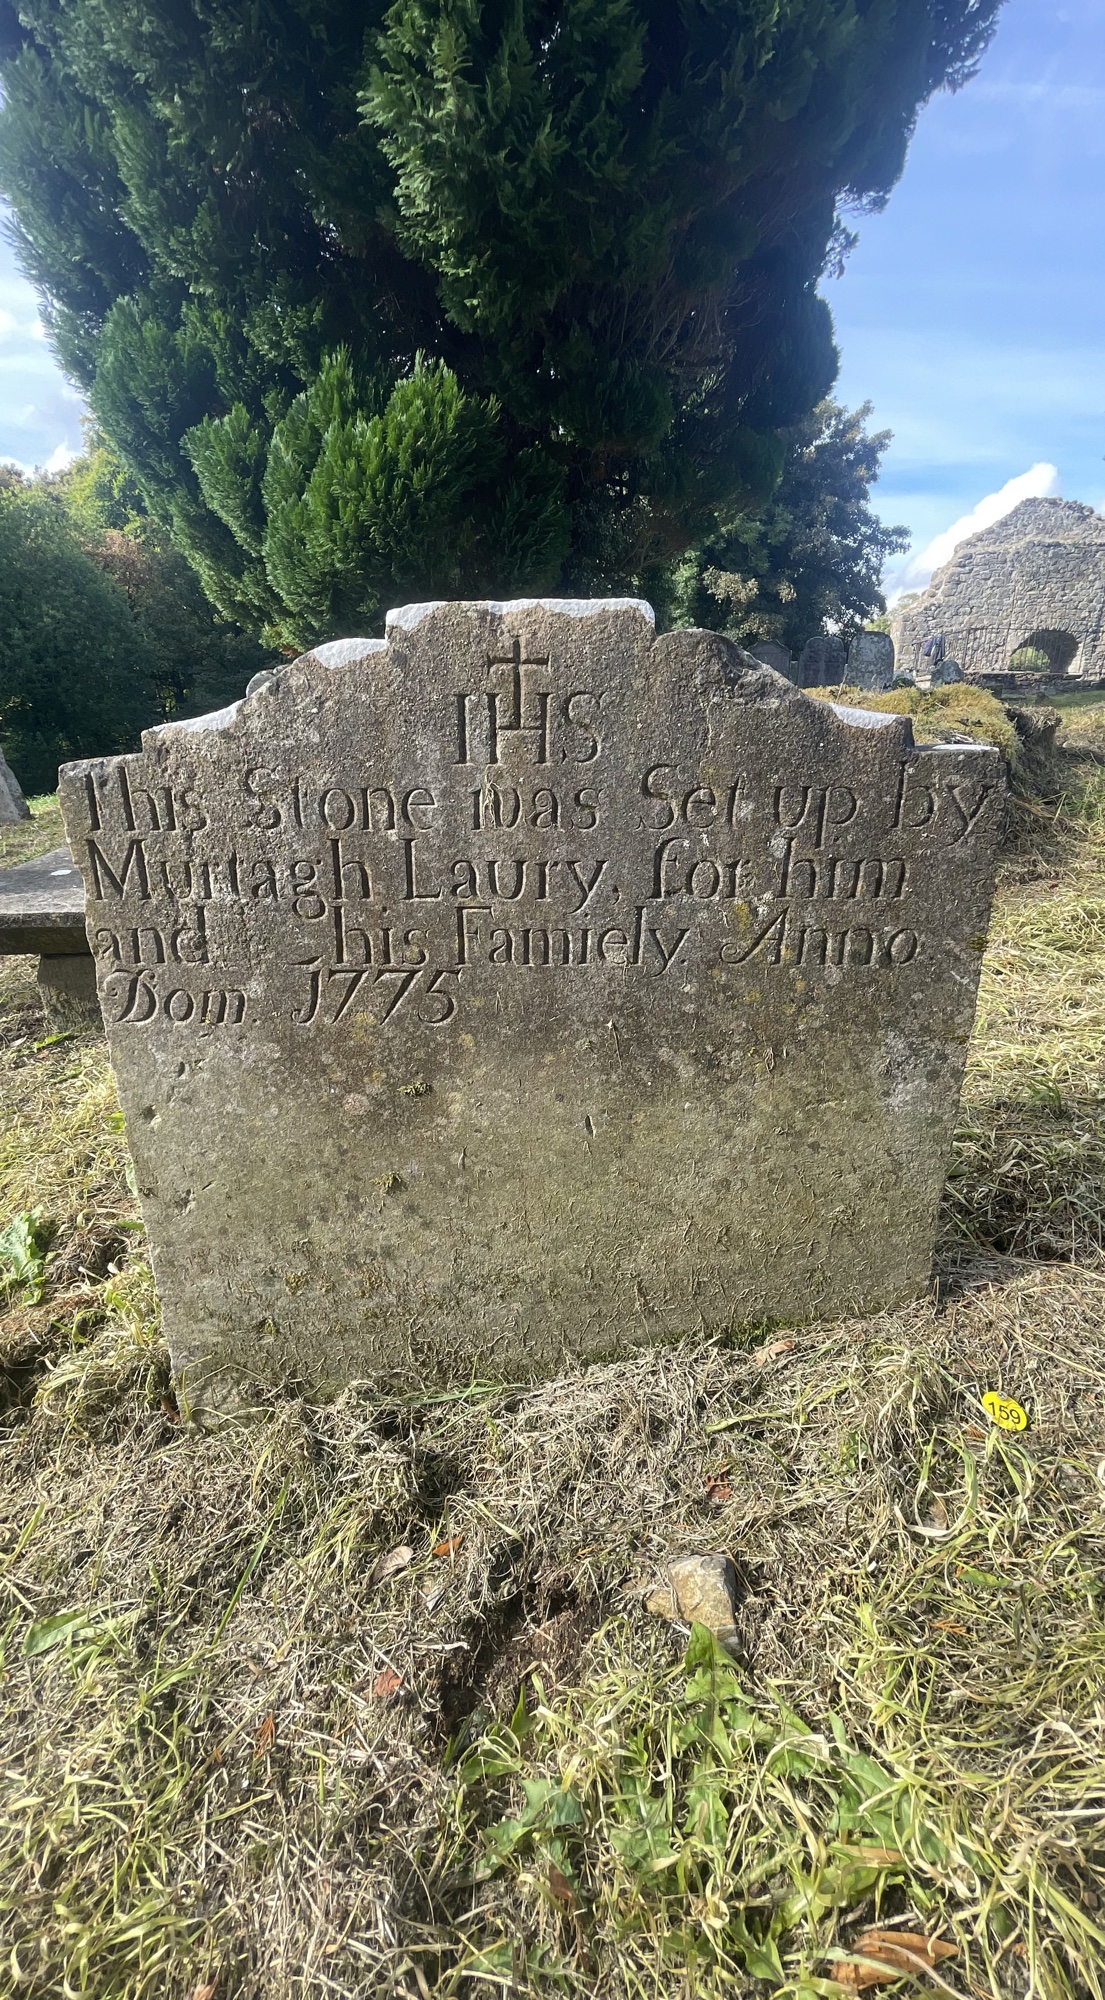 IHS
This Stone was Set up by
Murtagh Laury, for him
and his Famiely. Anno
Dom. 1775
159